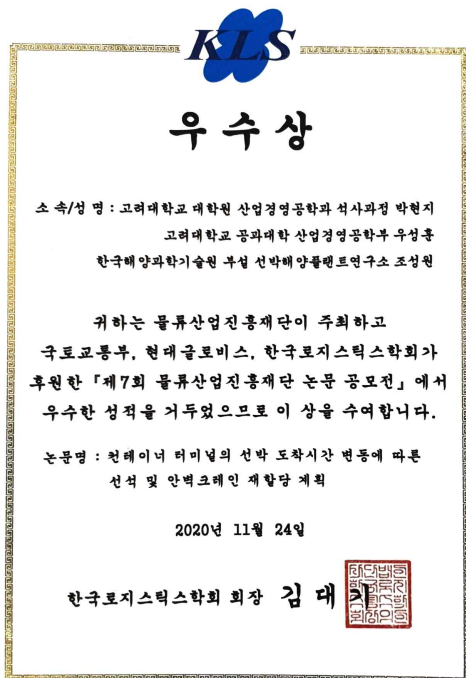 KLS
우수상
소 속/성 명 : 고려대학교 대학원 산업경영공학과 석사과정 박현지
고려대학교 공과대학 산업경영공학부 우성훈
한국해양과학기술원 부설 선박해양플랜트연구소 조성원
귀하는 물류산업진흥재단이 주최하고
국토교통부, 현대글로비스, 한국로지스틱스학회가
후원한 「제7회 물류산업진흥재단 논문 공모전」에서
우수한 성적을 거두었으므로 이 상을 수여합니다.
논문명 : 컨테이너 터미널의 선박 도착시간 변동에 따른
선석 및 안벽크레인 재할당 계획
2020년 11월 24일
한국로지스틱스학회 회장 김 대 기